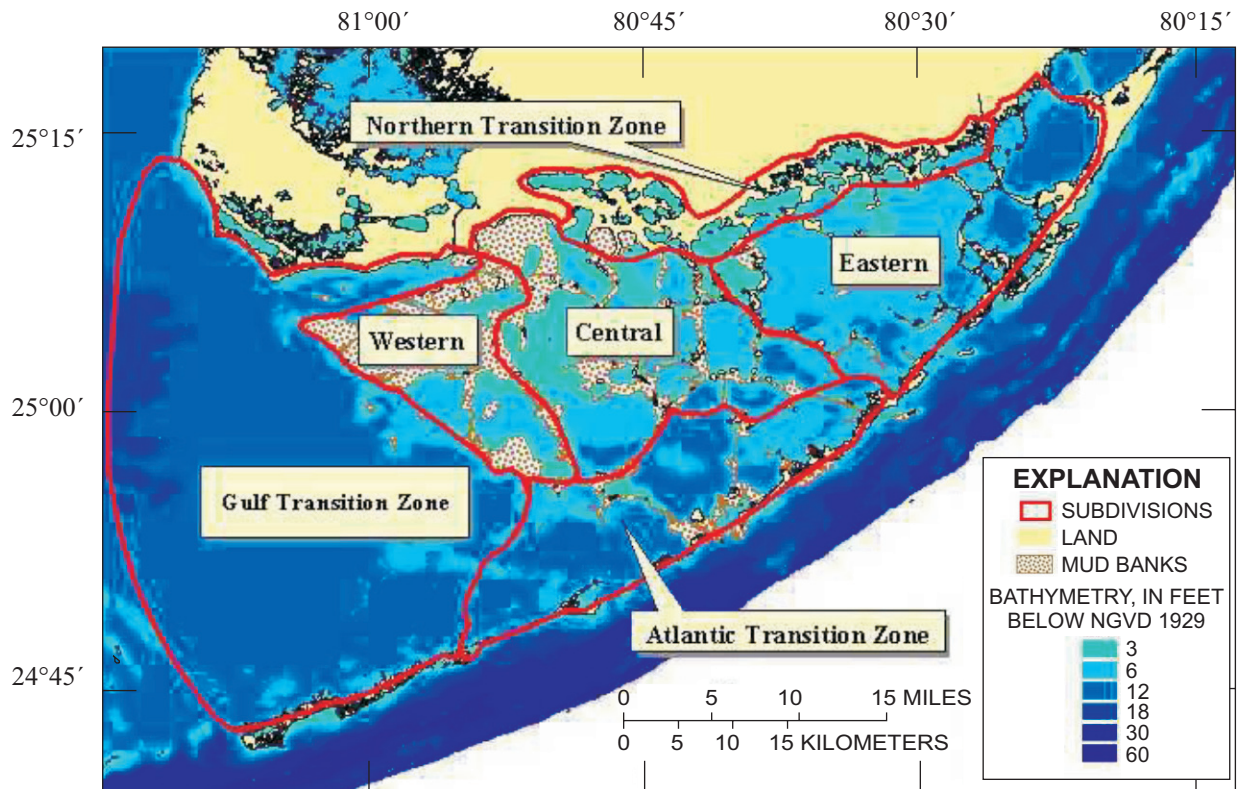 81°00´ 80°45´ 80°30´ 80°15´
25°15´
25°00´
24°45´
Northern Transition Zone
Eastern
Central
Western
Gulf Transition Zone
Atlantic Transition Zone
0 5 10 15 MILES
0 5 10 15 KILOMETERS
EXPLANATION
SUBDIVISIONS
LAND
MUD BANKS
BATHYMETRY, IN FEET
BELOW NGVD 1929
3
6
12
18
30
60